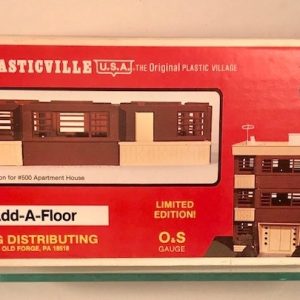 ASTICVILLE U.S.A. THE Original PLASTIC VILLAGE
on for #500 Apartment House
dd-A-Floor
LIMITED
EDITION!
G DISTRIBUTING
OLD FORGE, PA 18518
O&S
GAUGE